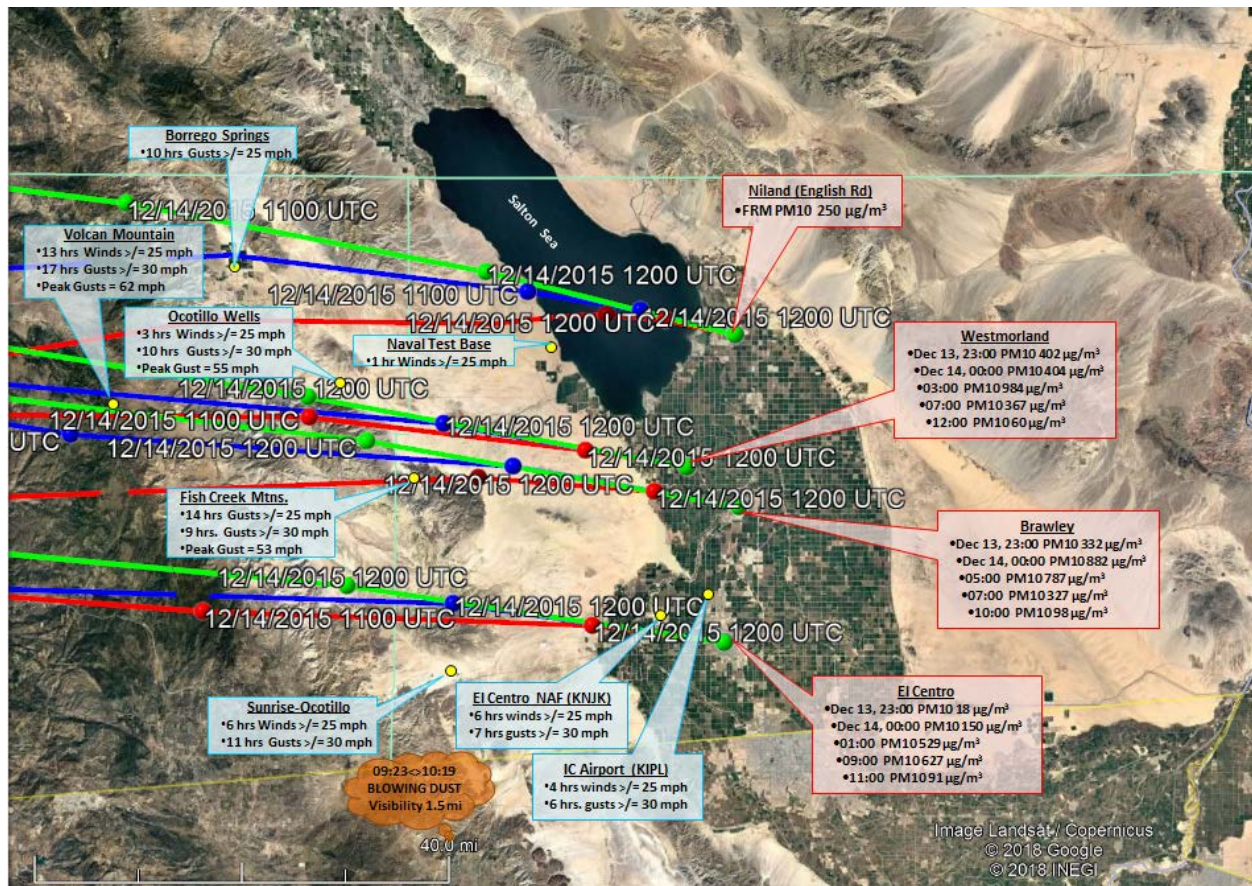 Borrego Springs
•10 hrs Gusts >/= 25 mph
12/14/2015 1100 UTC
Volcan Mountain
•13 hrs Winds >/= 25 mph
•17 hrs Gusts >/= 30 mph
•Peak Gusts = 62 mph
Salton Sea
Niland (English Rd)
•FRM PM10 250 µg/m³
12/14/2015 1200 UTC
12/14/2015 1100 UTC
12/14/2015 1200 UTC
12/14/2015 1200 UTC
Ocotillo Wells
•3 hrs Winds >/= 25 mph
•10 hrs Gusts >/= 30 mph
•Peak Gust = 55 mph
Naval Test Base
•1 hr Winds >/= 25 mph
Westmorland
•Dec 13, 23:00 PM10 402 µg/m³
•Dec 14, 00:00 PM10 404 µg/m³
•03:00 PM10 984 µg/m³
•07:00 PM10 367 µg/m³
•12:00 PM10 60 µg/m³
12/14/2015 1200 UTC
12/14/2015 1100 UTC
12/14/2015 1200 UTC
UTC
12/14/2015 1200 UTC
12/14/2015 1200 UTC
12/14/2015 1200 UTC
12/14/2015 1200 UTC
Fish Creek Mtns.
•14 hrs Gusts >/= 25 mph
•9 hrs. Gusts >/= 30 mph
•Peak Gust = 53 mph
Brawley
•Dec 13, 23:00 PM10 332 µg/m³
•Dec 14, 00:00 PM10 882 µg/m³
•05:00 PM10 787 µg/m³
•07:00 PM10 327 µg/m³
•10:00 PM10 98 µg/m³
12/14/2015 1200 UTC
12/14/2015 1200 UTC
12/14/2015 1100 UTC
12/14/2015 1200 UTC
Sunrise-Ocotillo
•6 hrs Winds >/= 25 mph
•11 hrs Gusts >/= 30 mph
El Centro NAF (KNJK)
•6 hrs winds >/= 25 mph
•7 hrs gusts >/= 30 mph
El Centro
•Dec 13, 23:00 PM10 18 µg/m³
•Dec 14, 00:00 PM10 150 µg/m³
•01:00 PM10 529 µg/m³
•09:00 PM10 627 µg/m³
•11:00 PM10 91 µg/m³
IC Airport (KIPL)
•4 hrs winds >/= 25 mph
•6 hrs. gusts >/= 30 mph
09:23<>10:19
BLOWING DUST
Visibility 1.5 mi
40.0 mi
Image Landsat / Copernicus
© 2018 Google
© 2018 INEGI